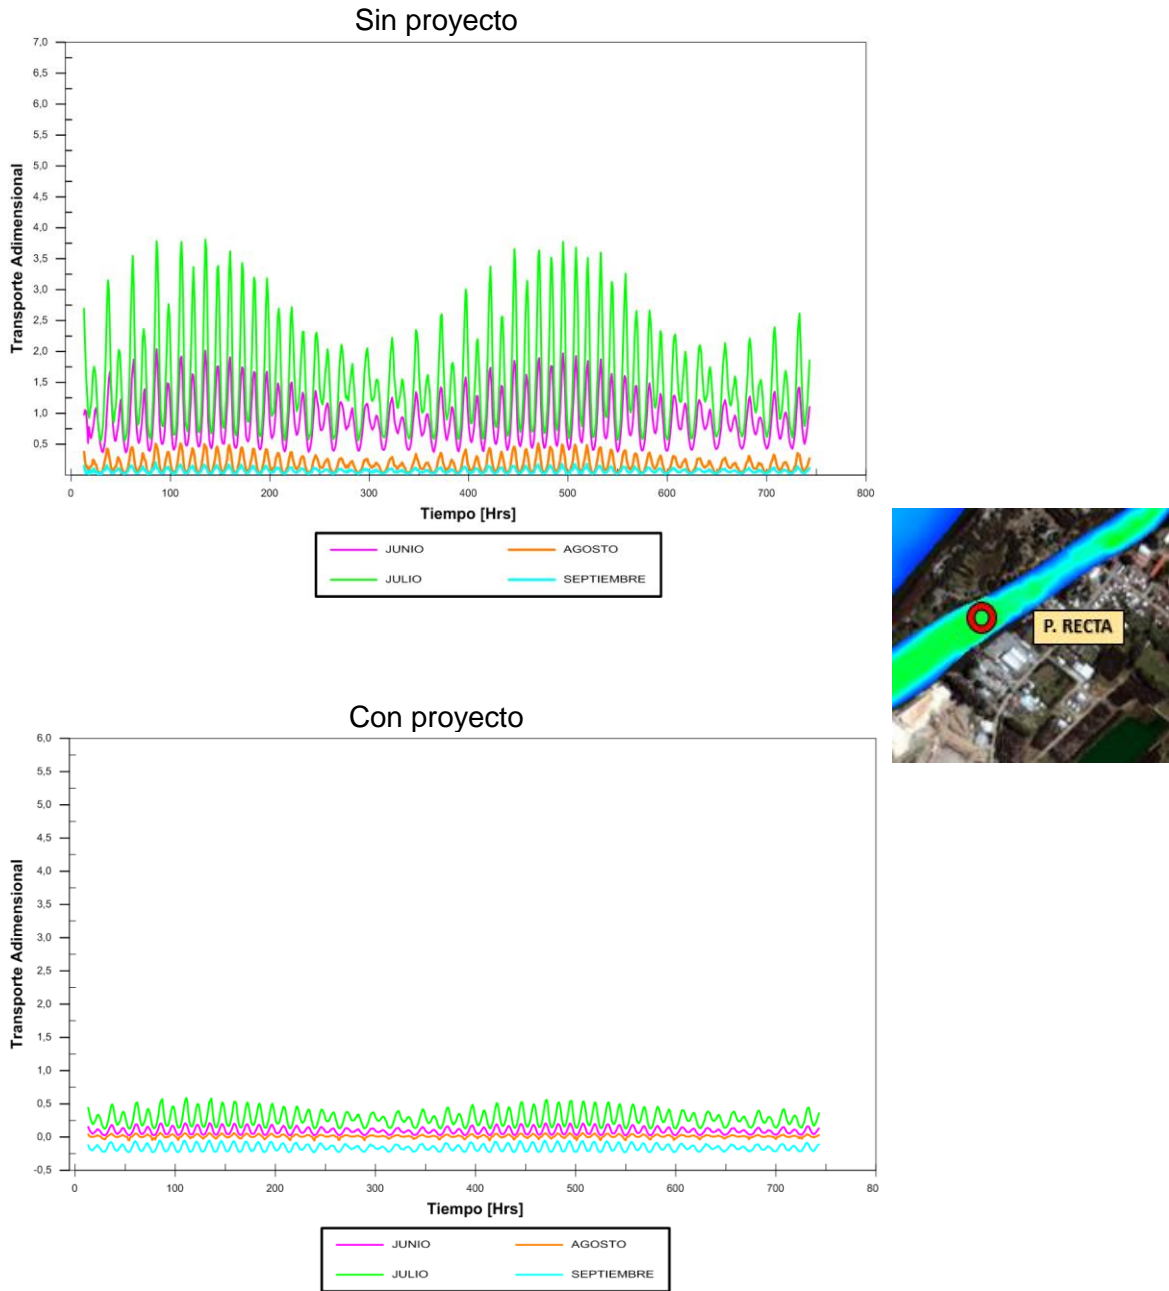 Sin proyecto
7,0
6,5
6,0
5,5
5,0
4,5
4,0
3,5
3,0
2,5
2,0
1,5
1,0
0,5
Transporte Adimensional
0 100 200 300 400 500 600 700 800
Tiempo [Hrs]
JUNIO AGOSTO
JULIO SEPTIEMBRE
P. RECTA
Con proyecto
6,0
5,5
5,0
4,5
4,0
3,5
3,0
2,5
2,0
1,5
1,0
0,5
0,0
-0,5
Transporte Adimensional
0 100 200 300 400 500 600 700 80
Tiempo [Hrs]
JUNIO AGOSTO
JULIO SEPTIEMBRE